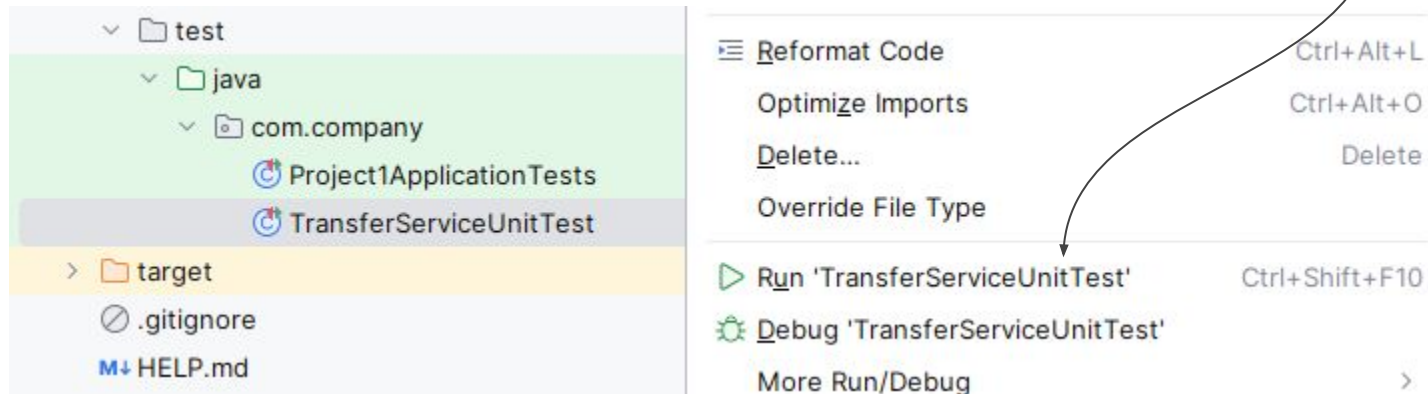 test
java
com.company
Project1ApplicationTests
TransferServiceUnitTest
target
.gitignore
M↓ HELP.md
Reformat Code Ctrl+Alt+L
Optimize Imports Ctrl+Alt+O
Delete... Delete
Override File Type
Run 'TransferServiceUnitTest' Ctrl+Shift+F10
Debug 'TransferServiceUnitTest'
More Run/Debug